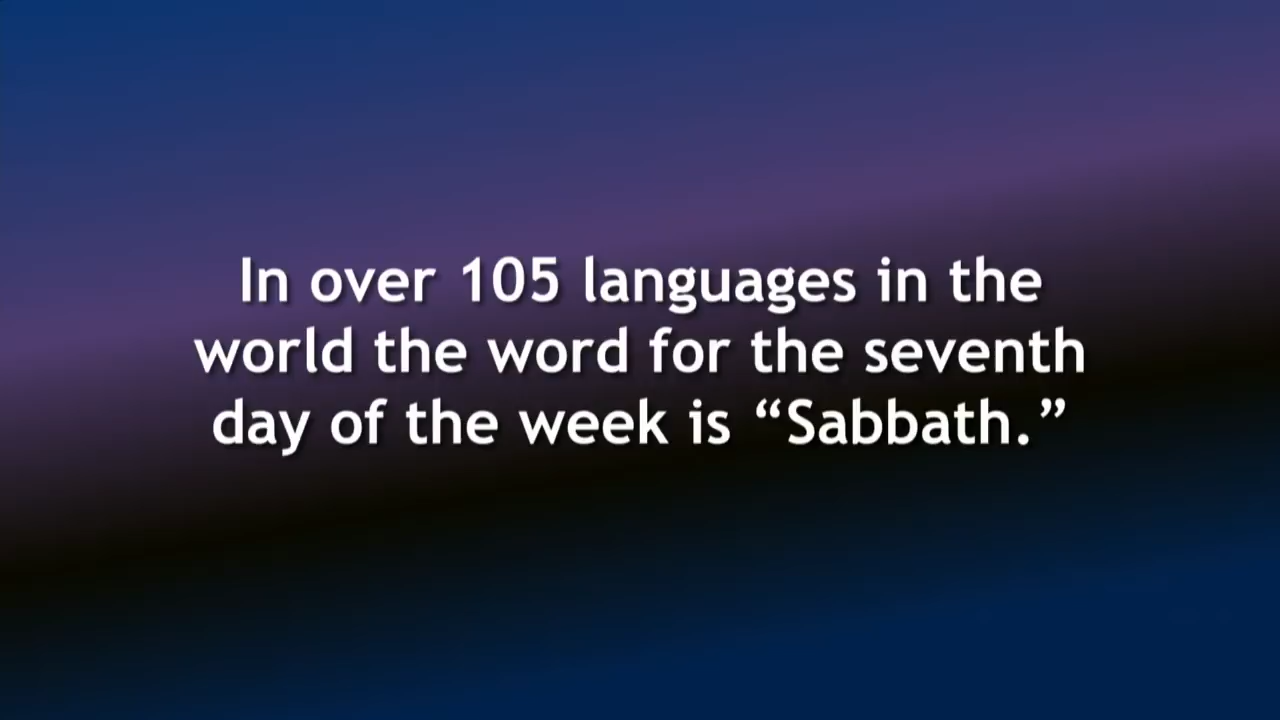 In over 105 languages in the
world the word for the seventh
day of the week is “Sabbath.”